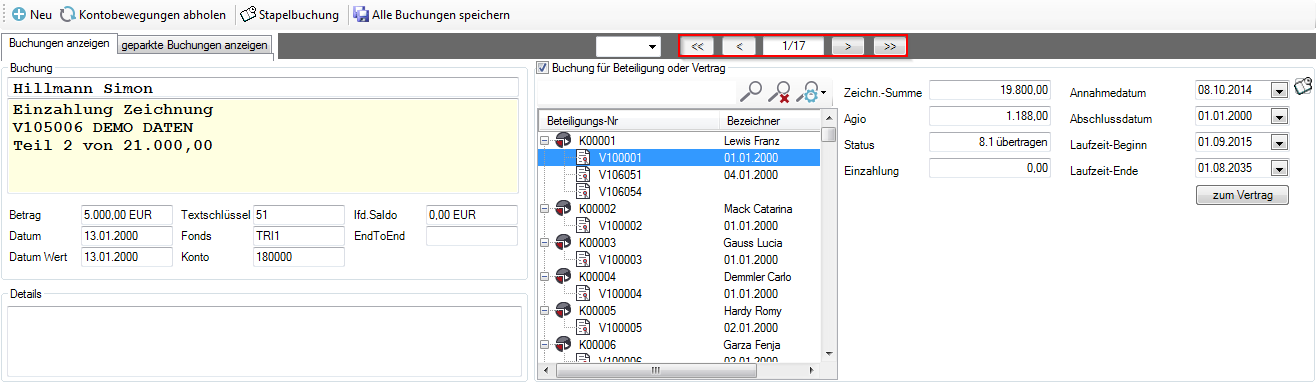 Neu Kontobewegungen abholen Stapelbuchung Alle Buchungen speichern
Buchungen anzeigen geparkte Buchungen anzeigen << < 1/17 > >>
Buchung
Hillmann Simon
Einzahlung Zeichnung
V105006 DEMO DATEN
Teil 2 von 21.000,00
Betrag 5.000,00 EUR Textschlüssel 51 lfd.Saldo 0,00 EUR
Datum 13.01.2000 Fonds TRI1 EndToEnd
Datum Wert 13.01.2000 Konto 180000
Details
Buchung für Beteiligung oder Vertrag
Beteiligungs-Nr Bezeichner
K00001 Lewis Franz
V100001 01.01.2000
V106051 04.01.2000
V106054
K00002 Mack Catarina
V100002 01.01.2000
K00003 Gauss Lucia
V100003 01.01.2000
K00004 Demmler Carlo
V100004 01.01.2000
K00005 Hardy Romy
V100005 02.01.2000
K00006 Garza Fenja
V100006 02.01.2000
Zeichn.-Summe 19.800,00 Annahmedatum 08.10.2014
Agio 1.188,00 Abschlussdatum 01.01.2000
Status 8.1 übertragen Laufzeit-Beginn 01.09.2015
Einzahlung 0,00 Laufzeit-Ende 01.08.2035
zum Vertrag